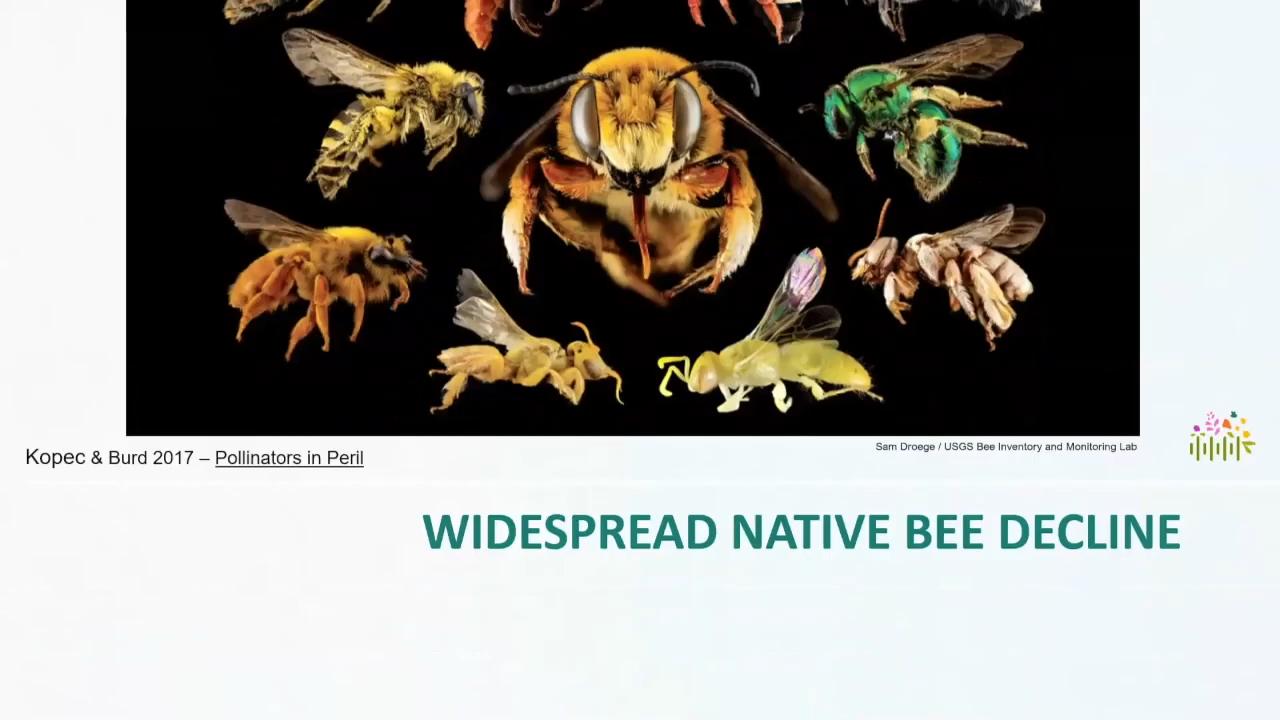 Sam Droege / USGS Bee Inventory and Monitoring Lab
Kopec & Burd 2017 – Pollinators in Peril
WIDESPREAD NATIVE BEE DECLINE